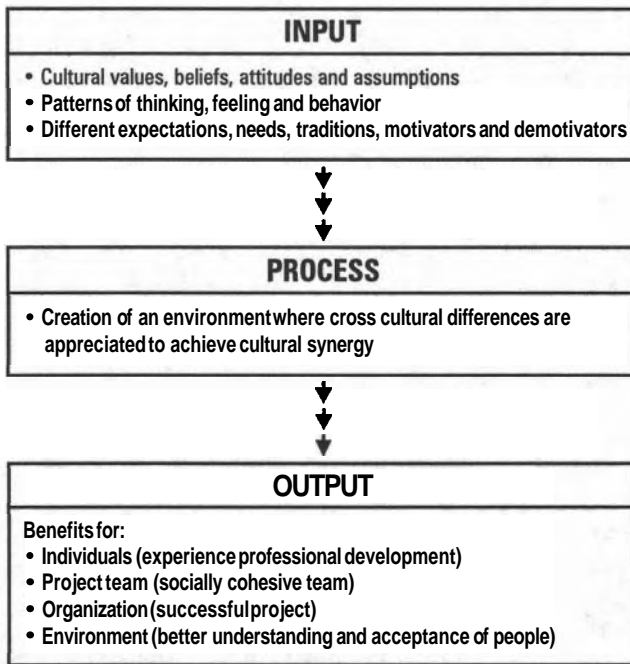 INPUT
• Cultural values, beliefs, attitudes and assumptions
• Patterns of thinking, feeling and behavior
• Different expectations, needs, traditions, motivators and demotivators
PROCESS
• Creation of an environment where cross cultural differences are
appreciated to achieve cultural synergy
OUTPUT
Benefits for:
• Individuals (experience professional development)
• Project team (socially cohesive team)
• Organization (successful project)
• Environment (better understanding and acceptance of people)